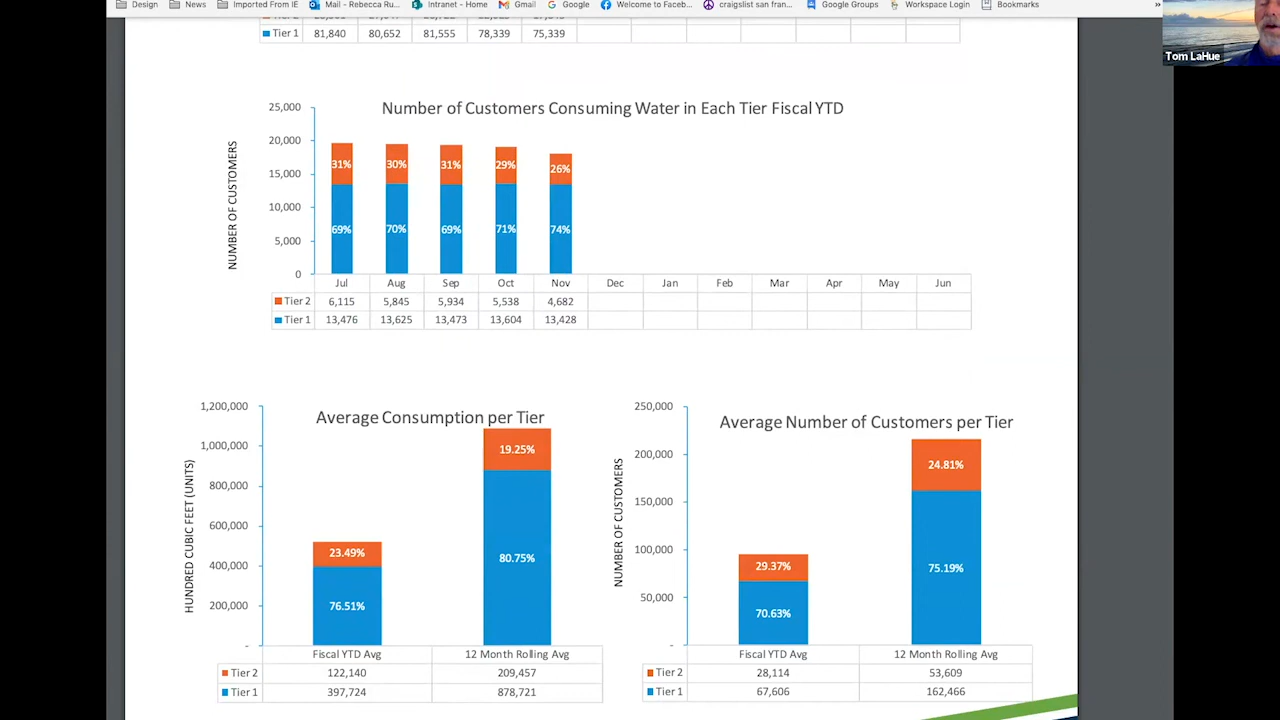 Design News Imported From IE Mail - Rebecca Ru... Intranet - Home Gmail Google Welcome to Faceb... craigslist san fran... Google Groups Workspace Login Bookmarks »
Tom LaHue
Tier 1 81,840 80,652 81,555 78,339 75,339
Number of Customers Consuming Water in Each Tier Fiscal YTD
NUMBER OF CUSTOMERS
25,000
20,000
15,000
10,000
5,000
0
31% 30% 31% 29% 26%
69% 70% 69% 71% 74%
Jul Aug Sep Oct Nov Dec Jan Feb Mar Apr May Jun
Tier 2 6,115 5,845 5,934 5,538 4,682
Tier 1 13,476 13,625 13,473 13,604 13,428
Average Consumption per Tier
HUNDRED CUBIC FEET (UNITS)
1,200,000
1,000,000
800,000
600,000
400,000
200,000
-
23.49% 19.25%
76.51% 80.75%
Fiscal YTD Avg 12 Month Rolling Avg
Tier 2 122,140 209,457
Tier 1 397,724 878,721
Average Number of Customers per Tier
NUMBER OF CUSTOMERS
250,000
200,000
150,000
100,000
50,000
-
29.37% 24.81%
70.63% 75.19%
Fiscal YTD Avg 12 Month Rolling Avg
Tier 2 28,114 53,609
Tier 1 67,606 162,466